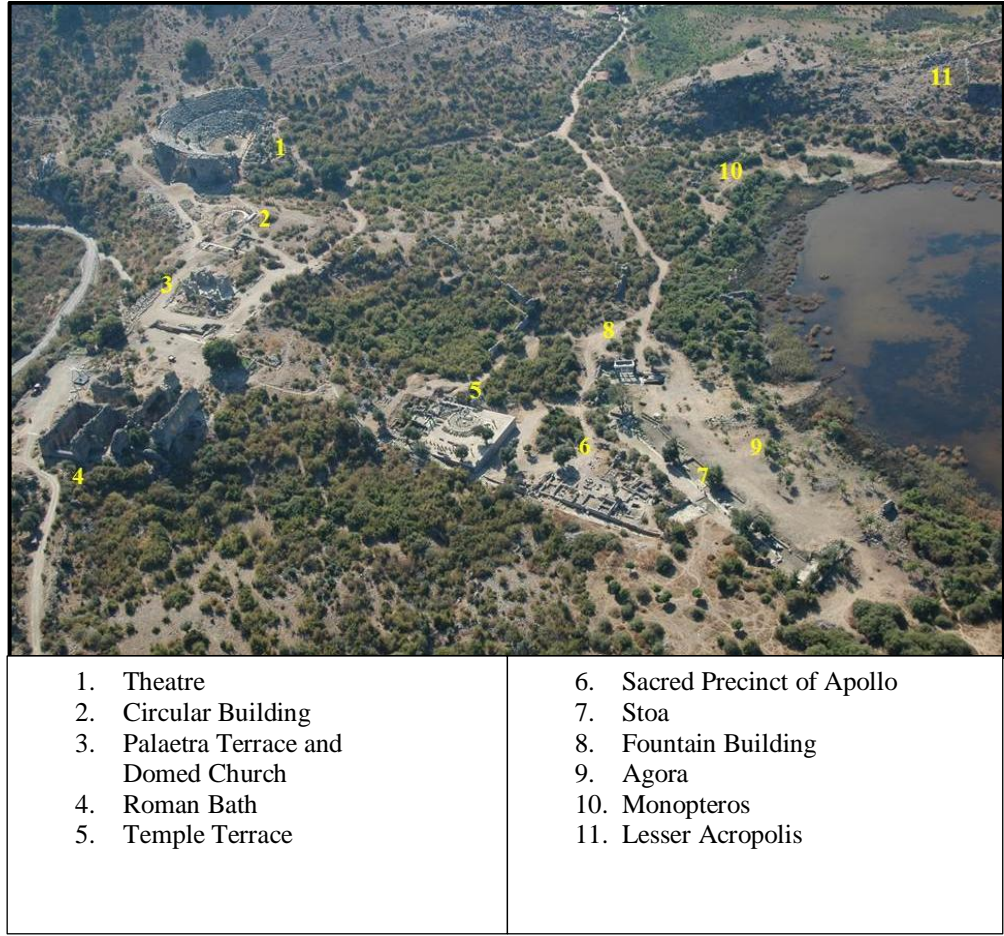 1
11
10
2
3
8
5
6
9
4
7
1. Theatre
2. Circular Building
3. Palaetra Terrace and
Domed Church
4. Roman Bath
5. Temple Terrace
6. Sacred Precinct of Apollo
7. Stoa
8. Fountain Building
9. Agora
10. Monopteros
11. Lesser Acropolis